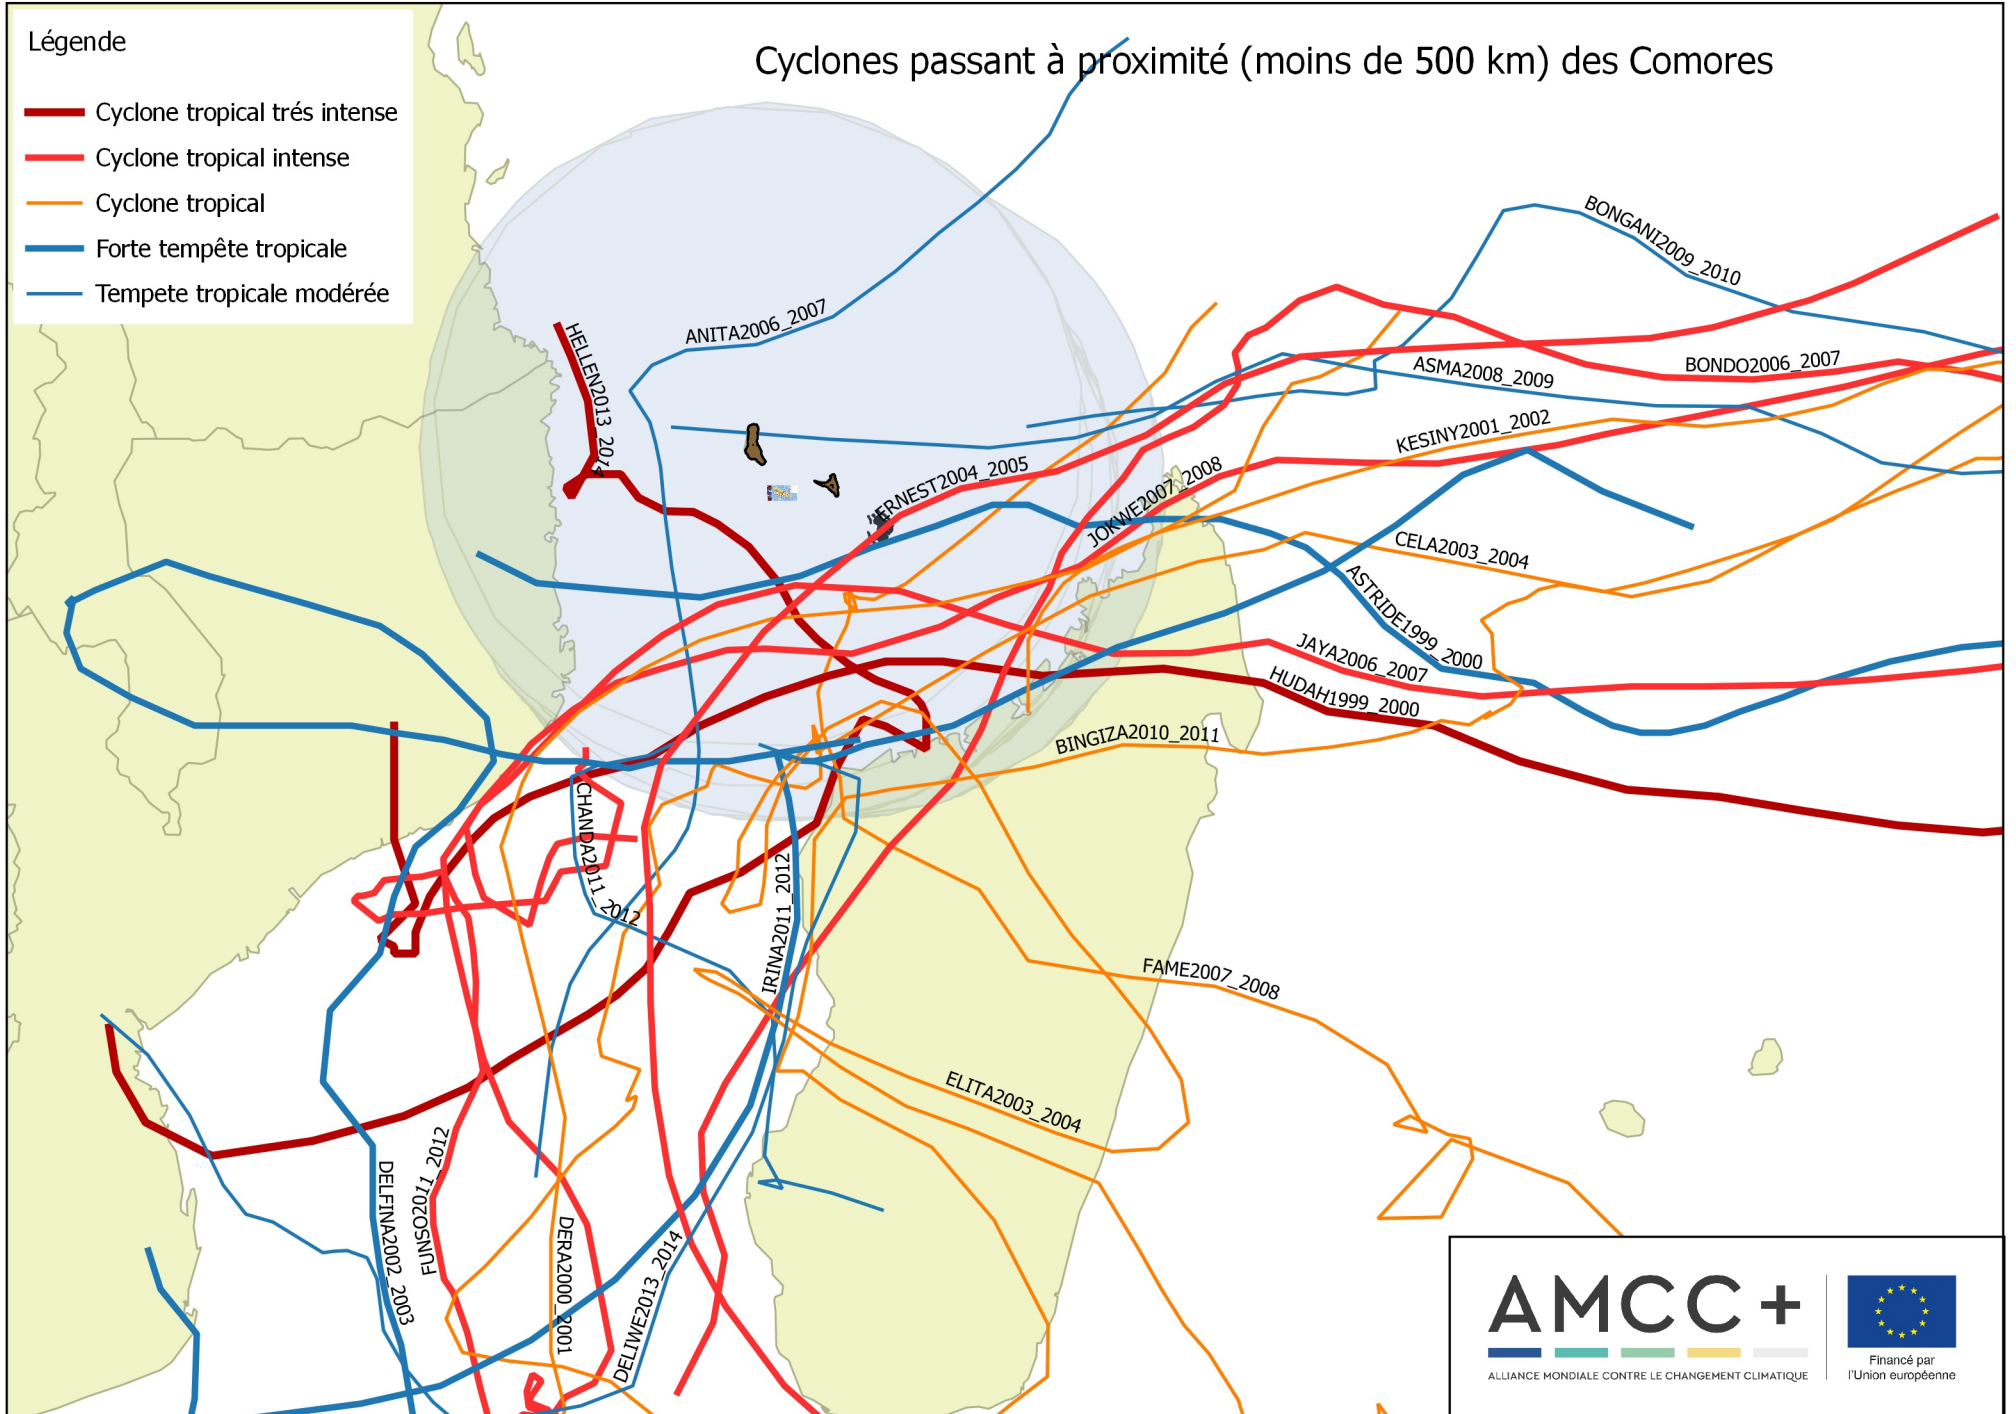 Légende
Cyclone tropical trés intense
Cyclone tropical intense
Cyclone tropical
Forte tempête tropicale
Tempete tropicale modérée
Cyclones passant à proximité (moins de 500 km) des Comores
BONGANI2009_2010
ANITA2006_2007
HELLEN2013_2014
ASMA2008_2009
BONDO2006_2007
KESINY2001_2002
ERNEST2004_2005
JOKWE2007_2008
CELA2003_2004
ASTRIDE1999_2000
JAYA2006_2007
HUDAH1999_2000
BINGIZA2010_2011
CHANDA2011_2012
IRINA2011_2012
FAME2007_2008
ELITA2003_2004
FUNSO2011_2012
DELFINA2002_2003
DERA2000_2001
DELIWE2013_2014
AMCC+
ALLIANCE MONDIALE CONTRE LE CHANGEMENT CLIMATIQUE
Financé par
l'Union européenne